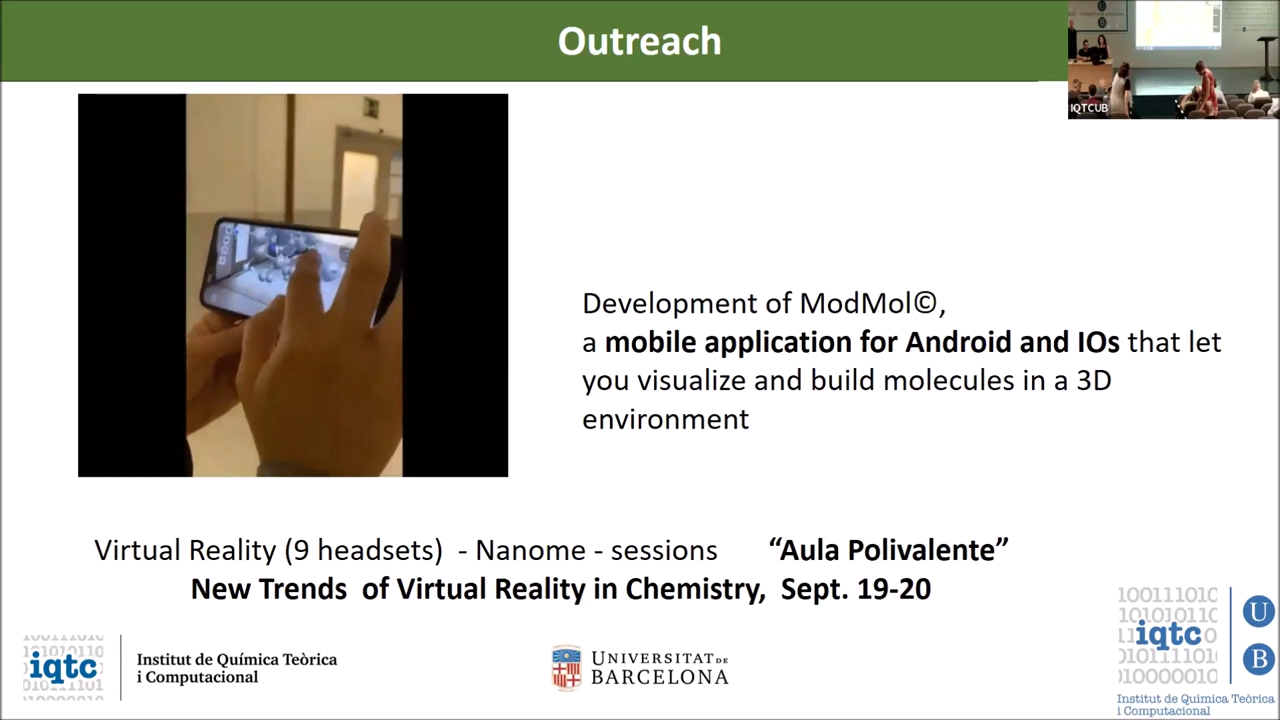 Outreach
IQTCUB
Development of ModMol©,
a mobile application for Android and IOs that let
you visualize and build molecules in a 3D
environment
Virtual Reality (9 headsets) - Nanome - sessions “Aula Polivalente”
New Trends of Virtual Reality in Chemistry, Sept. 19-20
iqtc
Institut de Química Teòrica
i Computacional
UNIVERSITAT DE
BARCELONA
100111010
iqtc
U
B
10000010
Institut de Química Teòrica
i Computacional